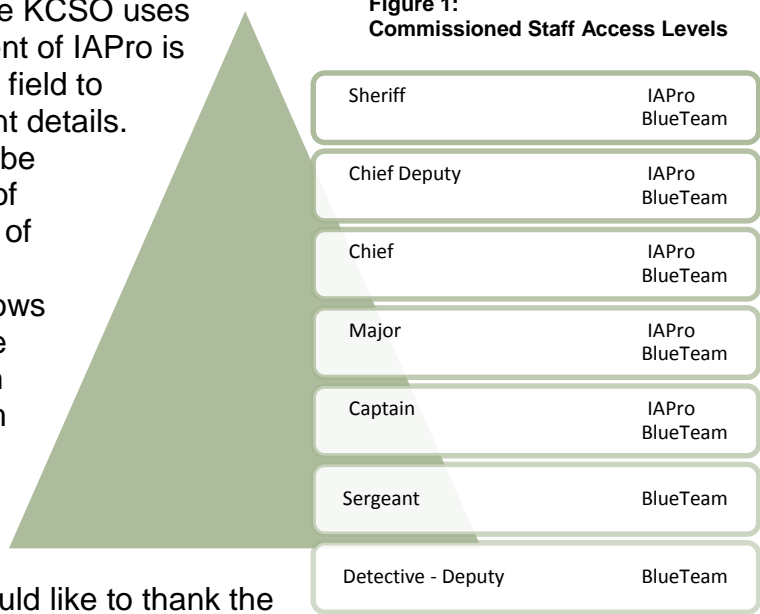 e KCSO uses
ent of IAPro is
field to
nt details.
be
of
of
ows
e
n
n
uld like to thank the
Figure 1:
Commissioned Staff Access Levels
Sheriff IAPro
BlueTeam
Chief Deputy IAPro
BlueTeam
Chief IAPro
BlueTeam
Major IAPro
BlueTeam
Captain IAPro
BlueTeam
Sergeant BlueTeam
Detective - Deputy BlueTeam